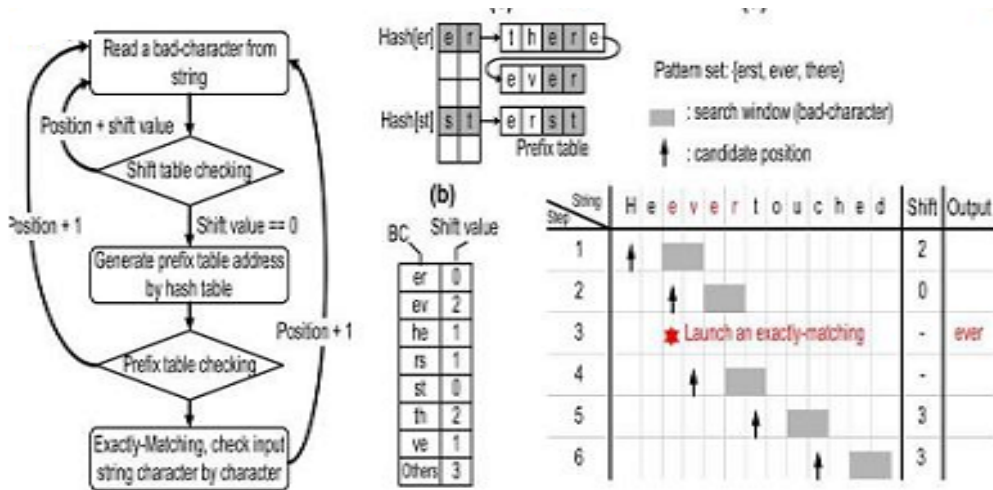 Read a bad-character from
string
Position + shift value
Shift table checking
Position + 1
Shift value == 0
Generate prefix table address
by hash table
Prefix table checking
Position + 1
Exactly-Matching, check input
string character by character
Hash[er] e r t h e r e
e v e r
Hash[st] s t e r s t
Prefix table
Pattern set: {erst, ever, there}
: search window (bad-character)
: candidate position
(b)
BC Shift value
er 0
ev 2
he 1
rs 1
st 0
th 2
ve 1
Others 3
String H e e v e r t o u c h e d Shift Output
Step
1 2
2 0
3 Launch an exactly-matching - ever
4 -
5 3
6 3